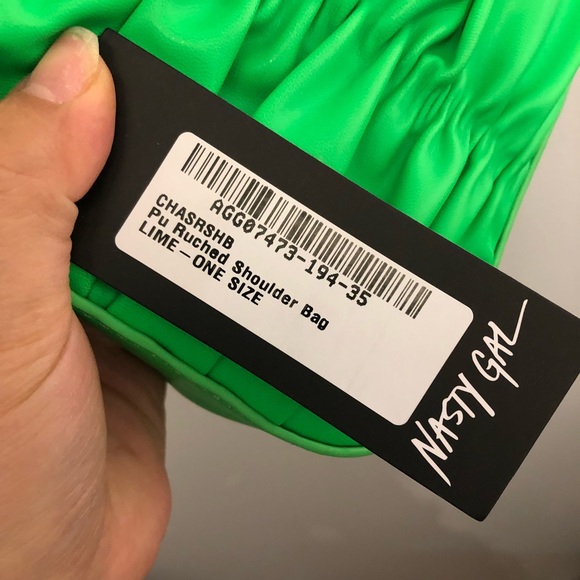 AGG07473-194-35
CHASRSHB
Pu Ruched Shoulder Bag
LIME-ONE SIZE
NASTY GAL